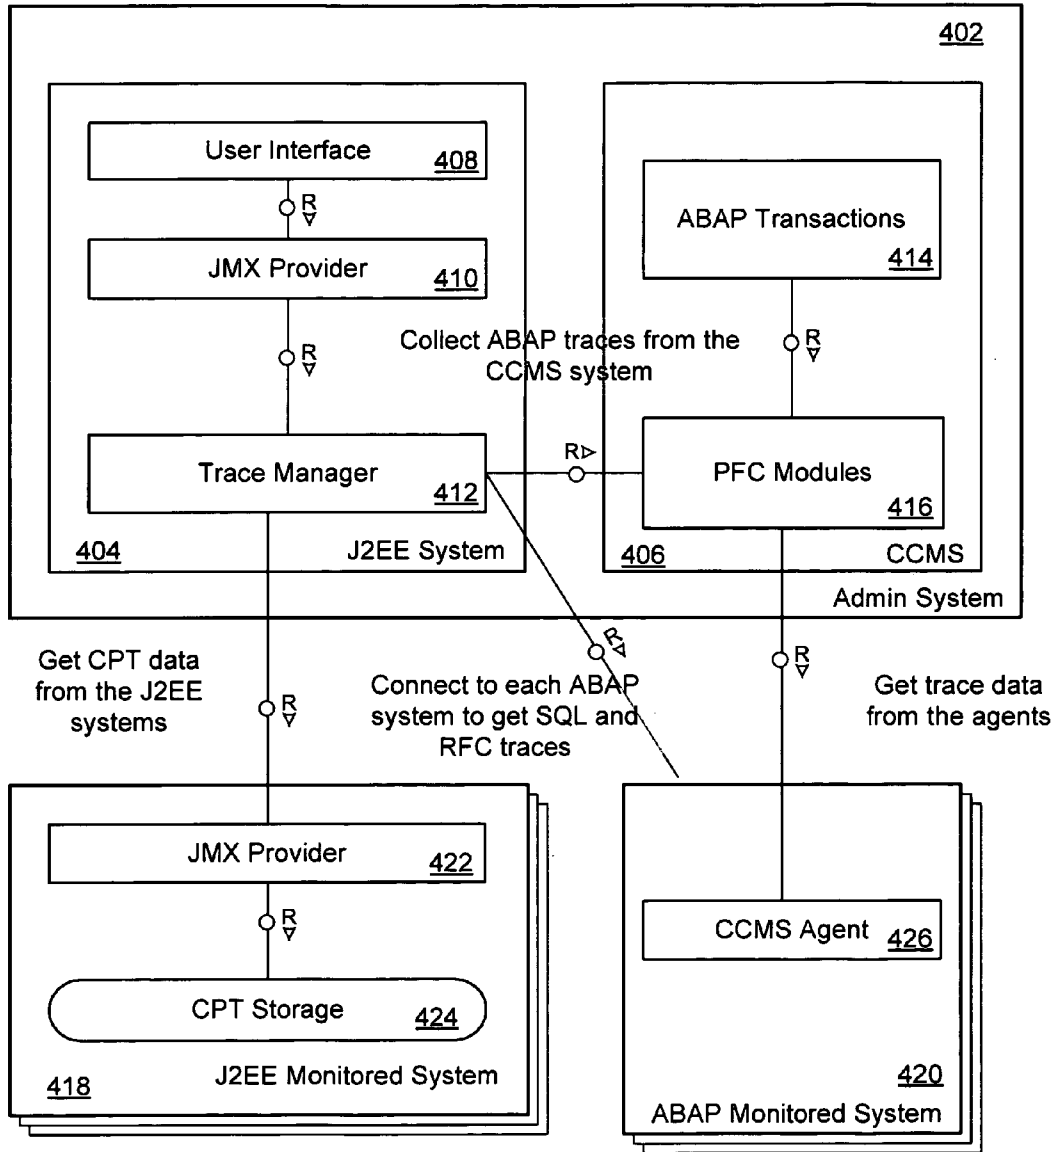 402
User Interface
408
R
JMX Provider
410
R
Trace Manager
412
404
J2EE System
ABAP Transactions
414
R
Collect ABAP traces from the
CCMS system
R
PFC Modules
416
406
CCMS
Admin System
Get CPT data
from the J2EE
systems
R
Connect to each ABAP
system to get SQL and
RFC traces
R
R
Get trace data
from the agents
JMX Provider
422
R
CPT Storage
424
418
J2EE Monitored System
CCMS Agent
426
420
ABAP Monitored System